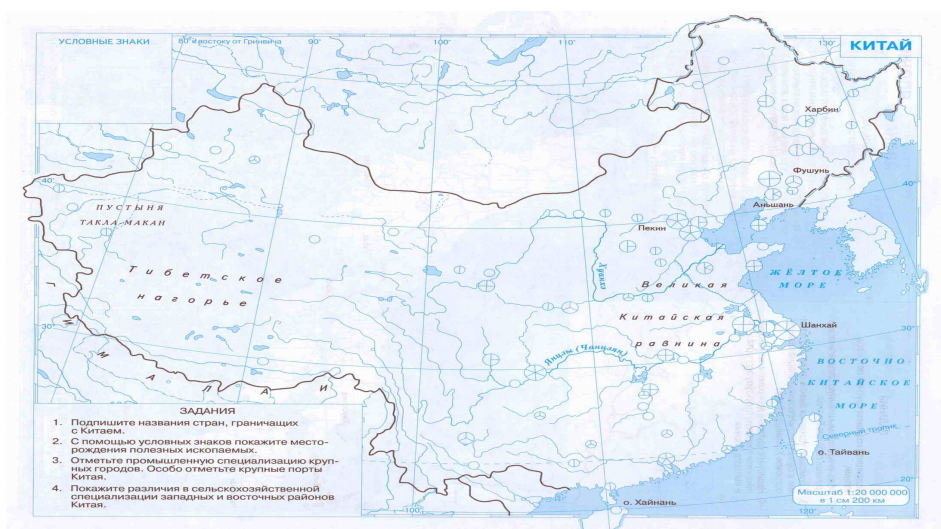 УСЛОВНЫЕ ЗНАКИ
80° к востоку от Гринвича
90°
100°
110°
130°
КИТАЙ
Харбин
Фушунь
Аньшань
Пекин
40°
40°
ПУСТЫНЯ
ТАКЛА-МАКАН
Тибетское
нагорье
Хуанхэ
Великая
Китайская
равнина
ЖЁЛТОЕ
МОРЕ
Шанхай
30°
30°
Янцзы (Чанцзян)
ГИМАЛАИ
ВОСТОЧНО-
КИТАЙСКОЕ
МОРЕ
Северный тропик
о. Тайвань
20°
о. Хайнань
100°
120°
Масштаб 1:20 000 000
в 1 см 200 км
ЗАДАНИЯ
1. Подпишите названия стран, граничащих
с Китаем.
2. С помощью условных знаков покажите место-
рождения полезных ископаемых.
3. Отметьте промышленную специализацию круп-
ных городов. Особо отметьте крупные порты
Китая.
4. Покажите различия в сельскохозяйственной
специализации западных и восточных районов
Китая.